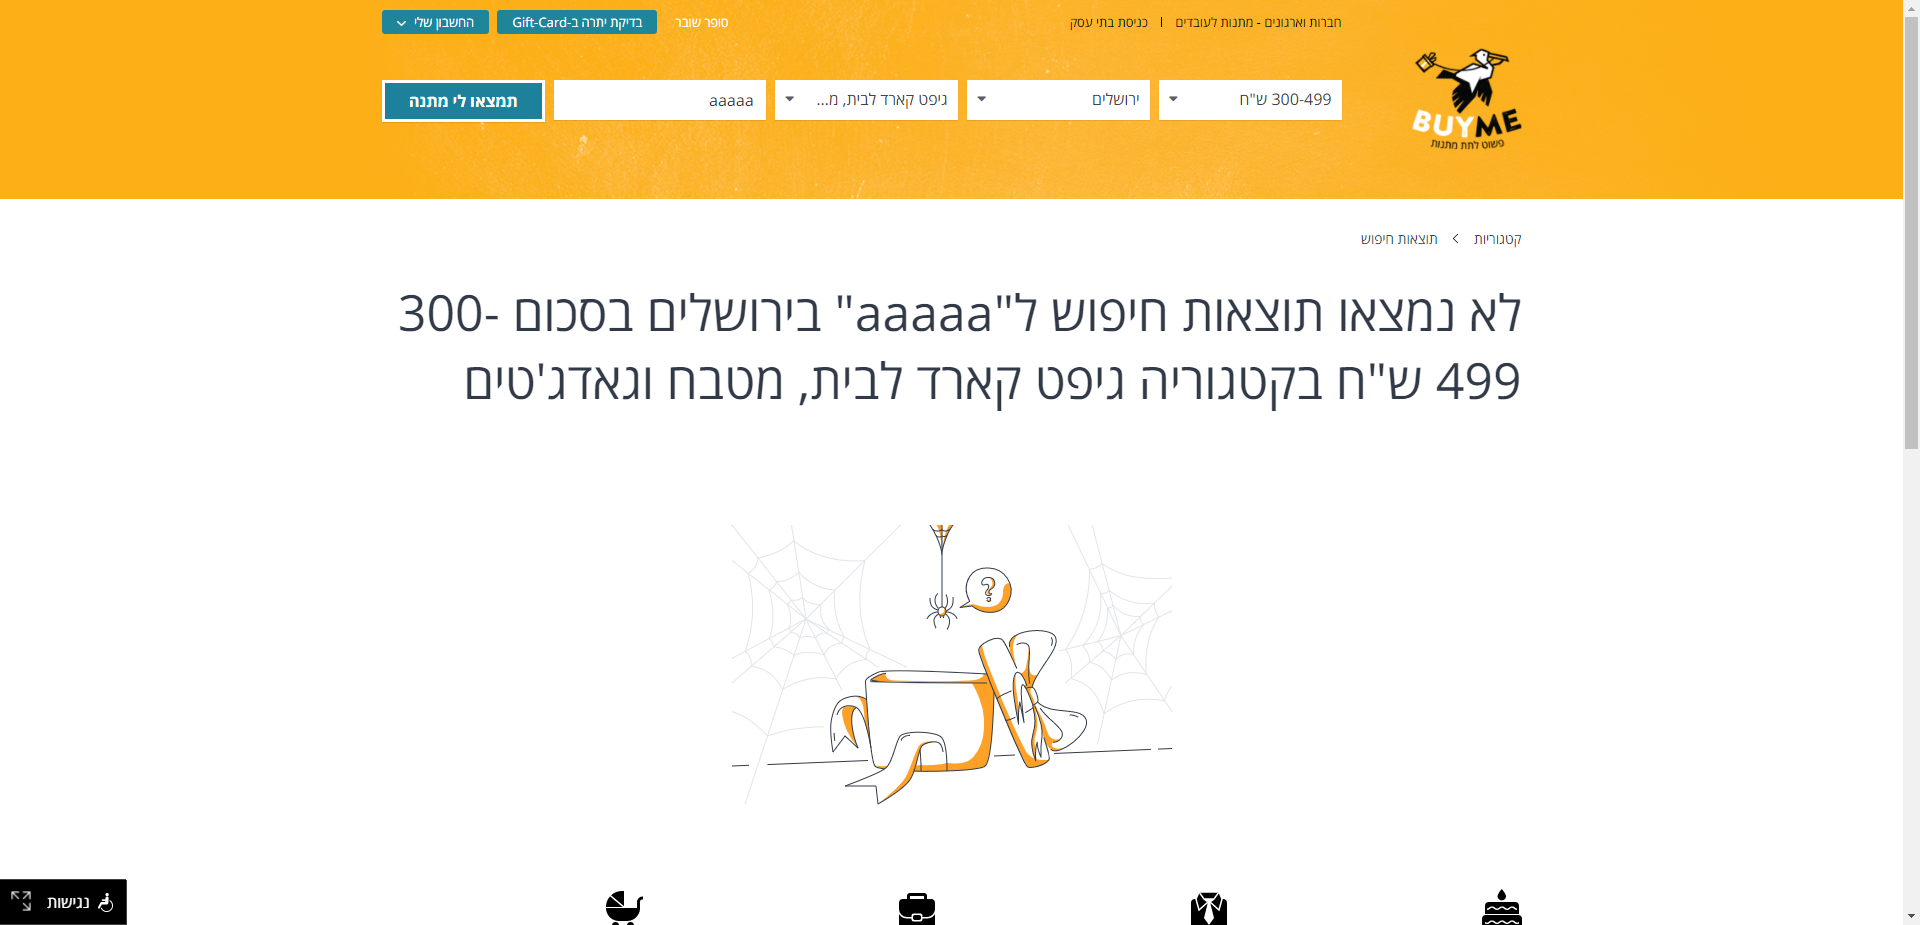 חברות וארגונים - מתנות לעובדים | כניסת בתי עסק
סופר שובר
בדיקת יתרה ב-Gift-Card
החשבון שלי
BUYME
פשוט לתת מתנות
300-499 ש"ח
ירושלים
גיפט קארד לבית, מ...
aaaaa
תמצאו לי מתנה
קטגוריות
תוצאות חיפוש
לא נמצאו תוצאות חיפוש ל"aaaaa" בירושלים בסכום 300-
499 ש"ח בקטגוריה גיפט קארד לבית, מטבח וגאדג'טים
?
נגישות